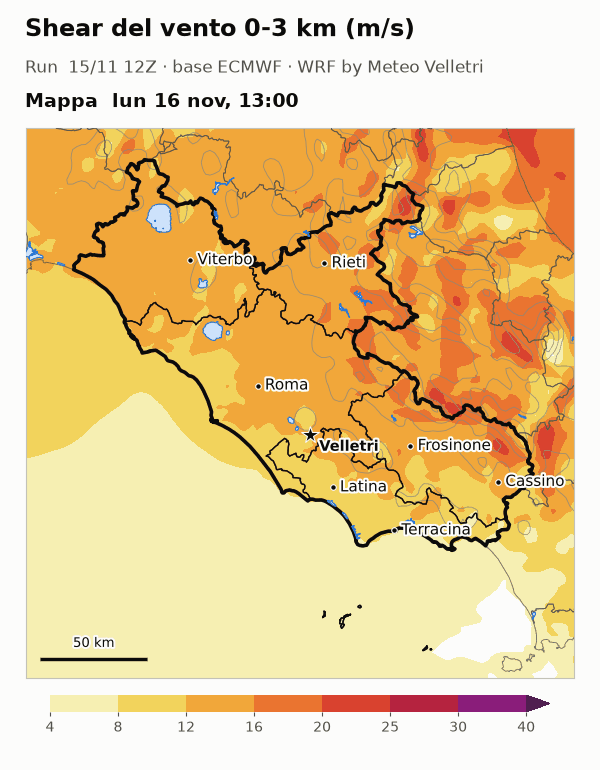 Shear del vento 0-3 km (m/s)
Run  15/11 12Z · base ECMWF · WRF by Meteo Velletri
Mappa  lun 16 nov, 13:00
Viterbo
Rieti
Roma
Velletri
Frosinone
Cassino
Latina
Terracina
50 km
4 8 12 16 20 25 30 40